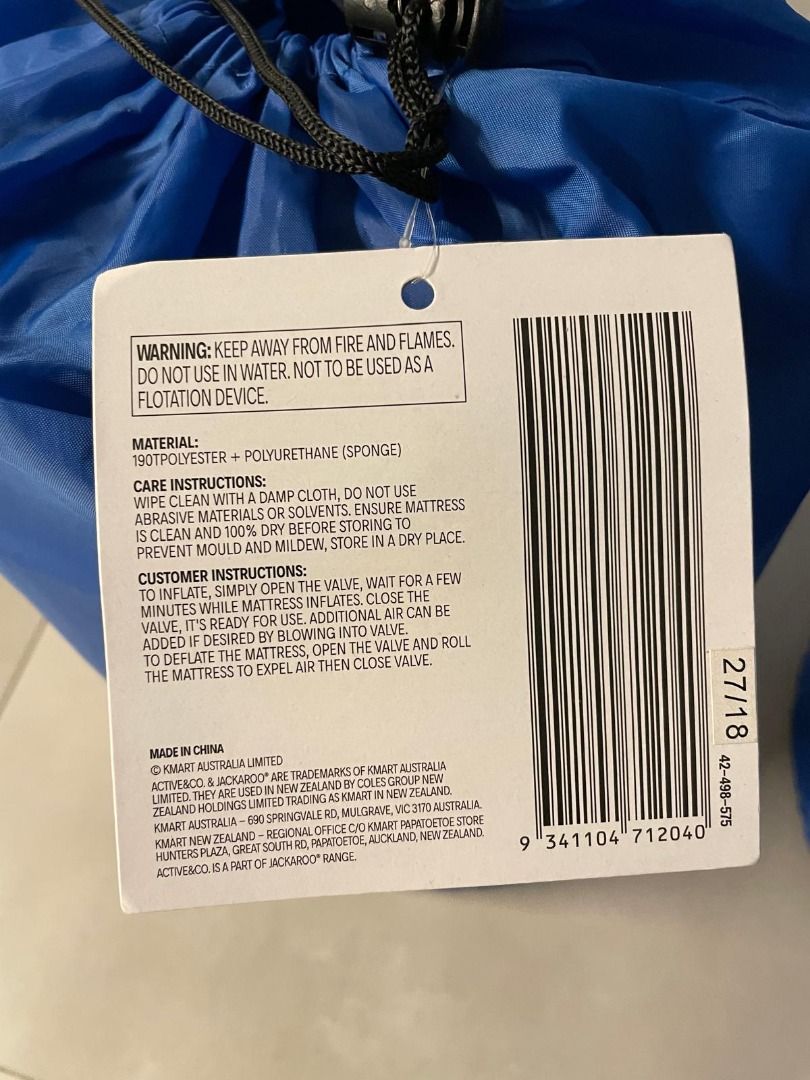 WARNING: KEEP AWAY FROM FIRE AND FLAMES.
DO NOT USE IN WATER. NOT TO BE USED AS A
FLOTATION DEVICE.
MATERIAL:
190TPOLYESTER + POLYURETHANE (SPONGE)
CARE INSTRUCTIONS:
WIPE CLEAN WITH A DAMP CLOTH, DO NOT USE
ABRASIVE MATERIALS OR SOLVENTS. ENSURE MATTRESS
IS CLEAN AND 100% DRY BEFORE STORING TO
PREVENT MOULD AND MILDEW, STORE IN A DRY PLACE.
CUSTOMER INSTRUCTIONS:
TO INFLATE, SIMPLY OPEN THE VALVE, WAIT FOR A FEW
MINUTES WHILE MATTRESS INFLATES. CLOSE THE
VALVE, IT'S READY FOR USE. ADDITIONAL AIR CAN BE
ADDED IF DESIRED BY BLOWING INTO VALVE.
TO DEFLATE THE MATTRESS, OPEN THE VALVE AND ROLL
THE MATTRESS TO EXPEL AIR THEN CLOSE VALVE.
MADE IN CHINA
© KMART AUSTRALIA LIMITED
ACTIVE&CO. & JACKAROO® ARE TRADEMARKS OF KMART AUSTRALIA
LIMITED. THEY ARE USED IN NEW ZEALAND BY COLES GROUP NEW
ZEALAND HOLDINGS LIMITED TRADING AS KMART IN NEW ZEALAND.
KMART AUSTRALIA – 690 SPRINGVALE RD, MULGRAVE, VIC 3170 AUSTRALIA.
KMART NEW ZEALAND – REGIONAL OFFICE C/O KMART PAPATOETOE STORE
HUNTERS PLAZA, GREAT SOUTH RD, PAPATOETOE, AUCKLAND, NEW ZEALAND.
ACTIVE&CO. IS A PART OF JACKAROO® RANGE.
9 341104 712040
27/18
42-498-575